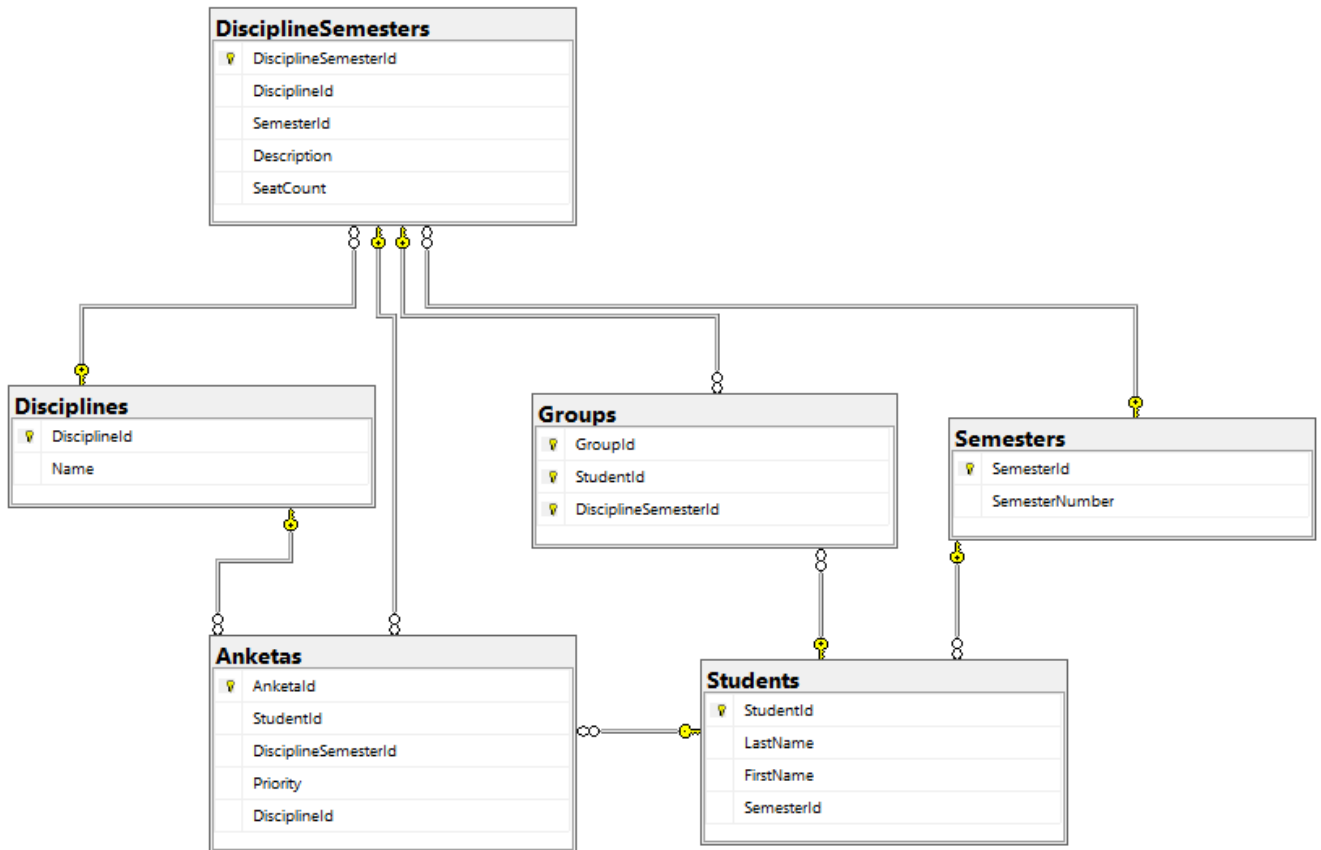 DisciplineSemesters
DisciplineSemesterId
DisciplineId
SemesterId
Description
SeatCount
Disciplines
DisciplineId
Name
Groups
GroupId
StudentId
DisciplineSemesterId
Semesters
SemesterId
SemesterNumber
Anketas
AnketaId
StudentId
DisciplineSemesterId
Priority
DisciplineId
Students
StudentId
LastName
FirstName
SemesterId